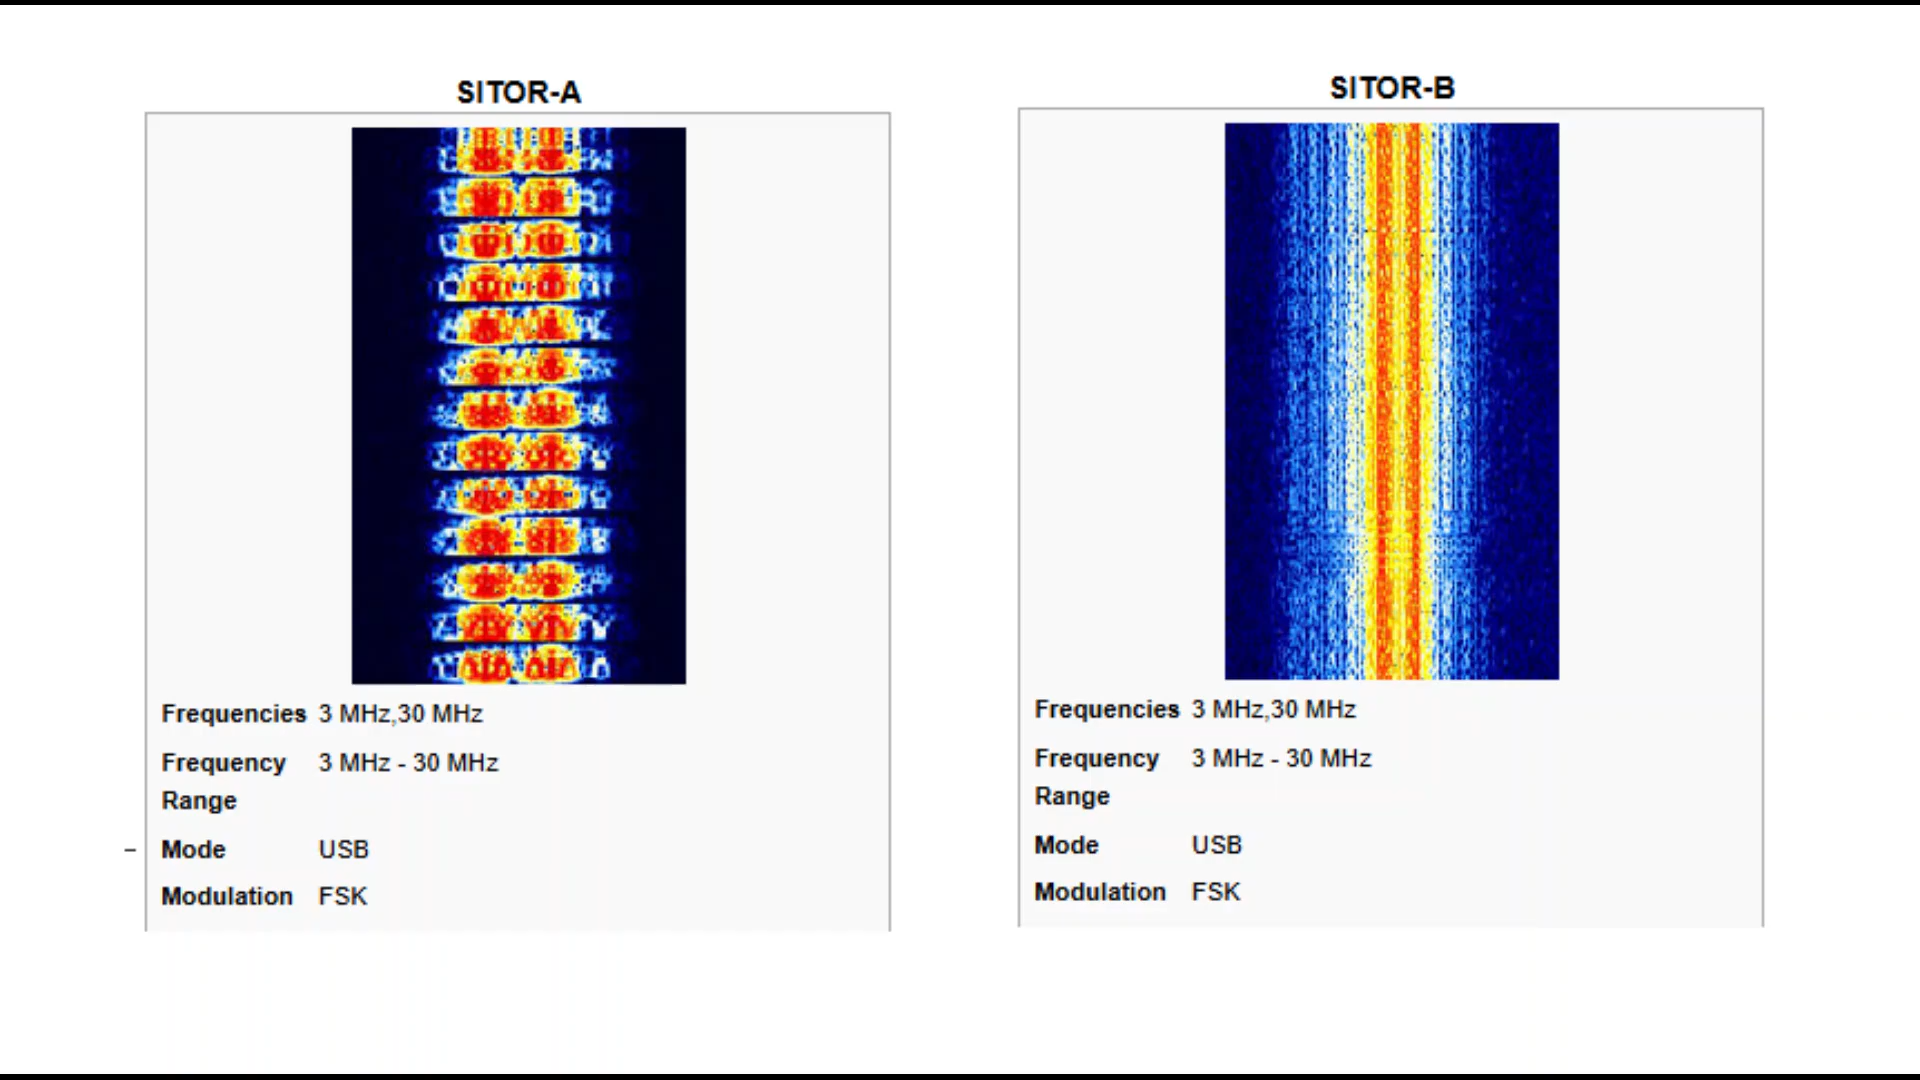 SITOR-A
Frequencies 3 MHz,30 MHz
Frequency 3 MHz - 30 MHz
Range
– Mode USB
Modulation FSK
SITOR-B
Frequencies 3 MHz,30 MHz
Frequency 3 MHz - 30 MHz
Range
Mode USB
Modulation FSK